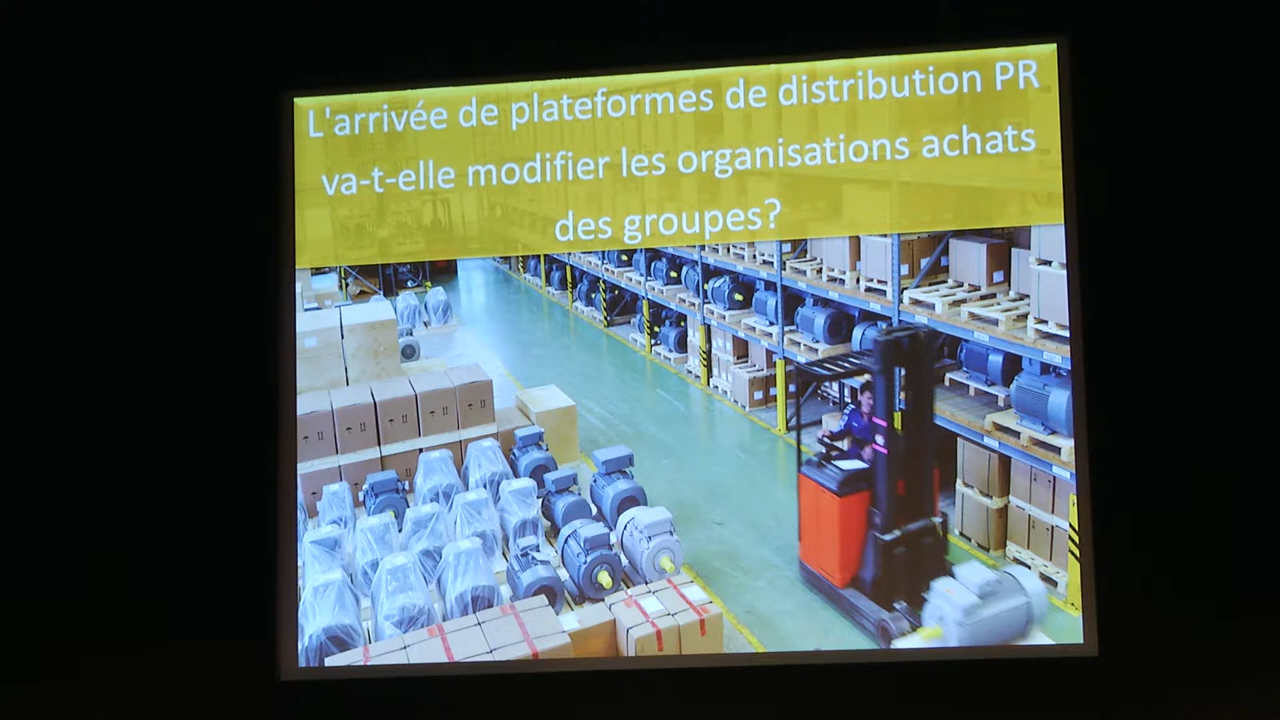 L'arrivée de plateformes de distribution PR
va-t-elle modifier les organisations achats
des groupes?